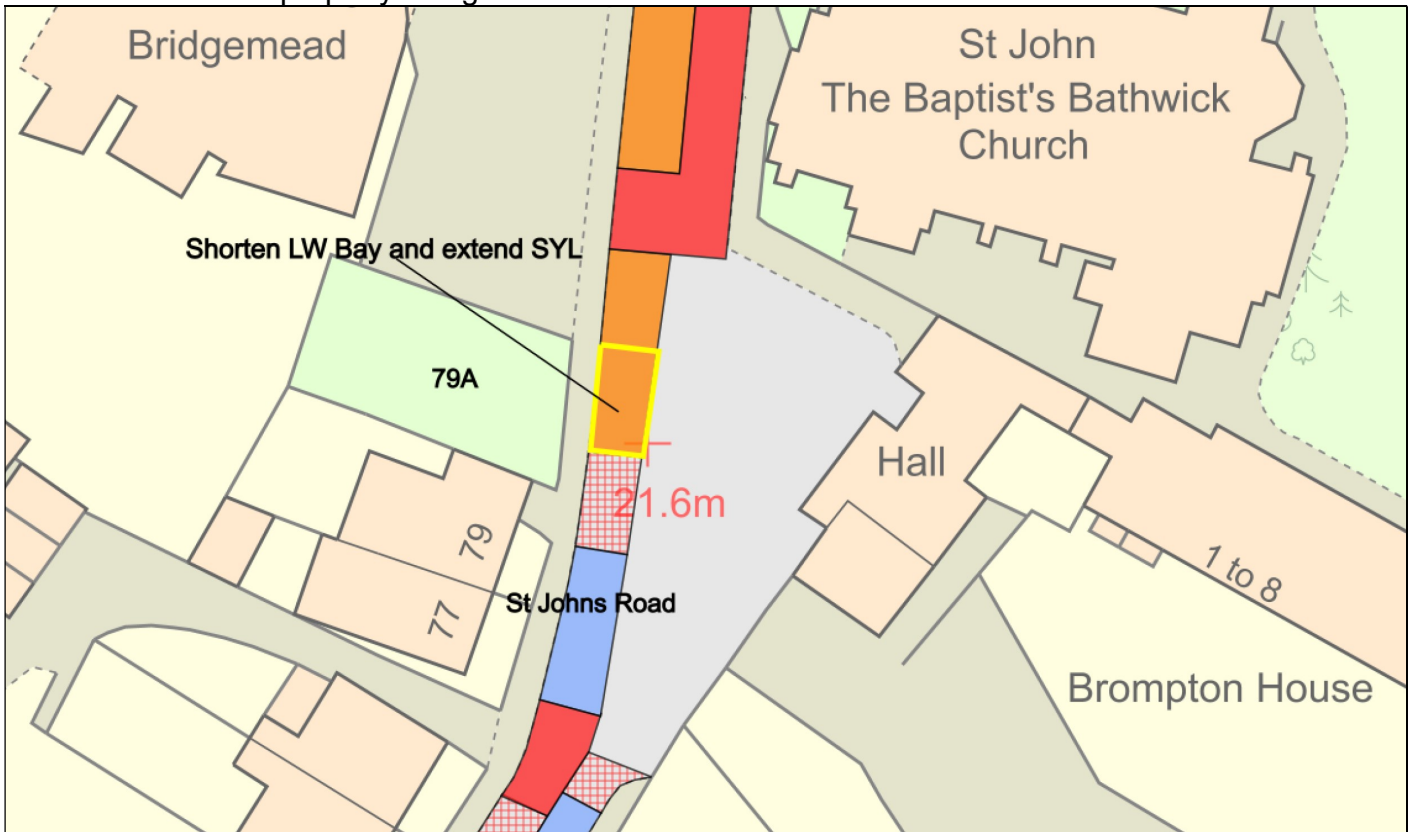 Bridgemead
St John
The Baptist's Bathwick
Church
Shorten LW Bay and extend SYL
79A
Hall
21.6m
79
1 to 8
St Johns Road
77
Brompton House